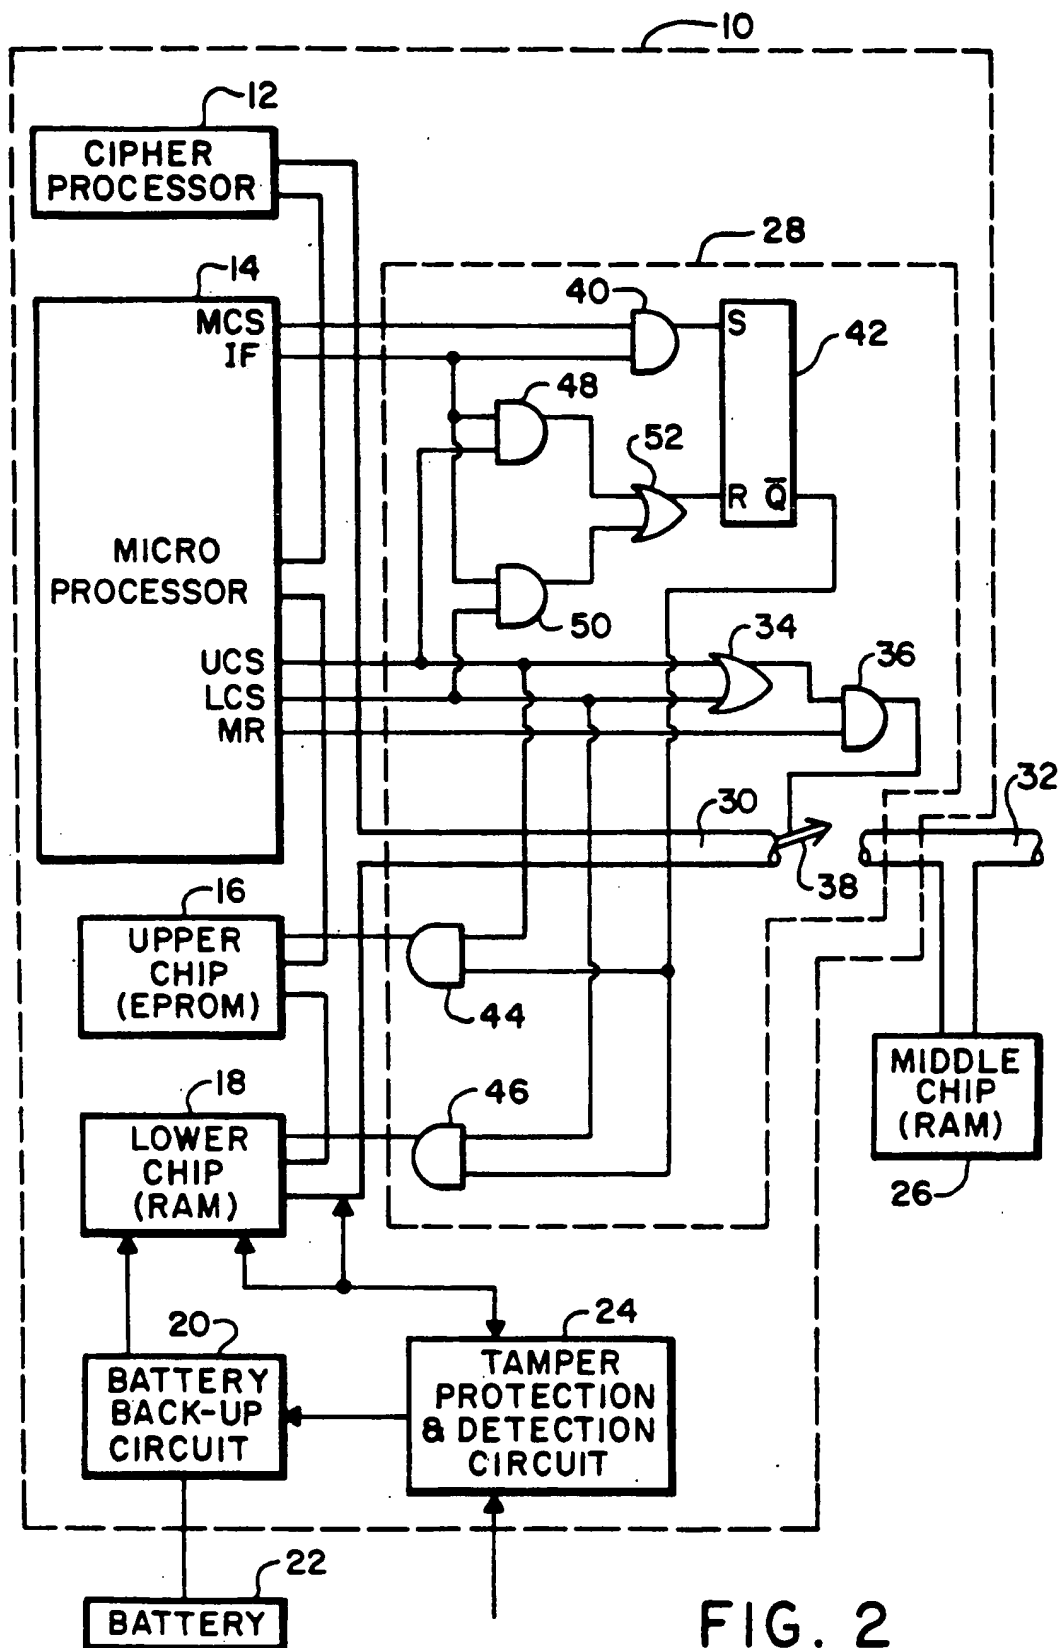 10
12
CIPHER
PROCESSOR
14
28
MCS
IF
40
S
42
48
52
R Q̅
MICRO
PROCESSOR
50
UCS
LCS
MR
34
36
30
32
38
16
UPPER
CHIP
(EPROM)
44
18
LOWER
CHIP
(RAM)
46
MIDDLE
CHIP
(RAM)
26
20
BATTERY
BACK-UP
CIRCUIT
24
TAMPER
PROTECTION
& DETECTION
CIRCUIT
22
BATTERY
FIG. 2